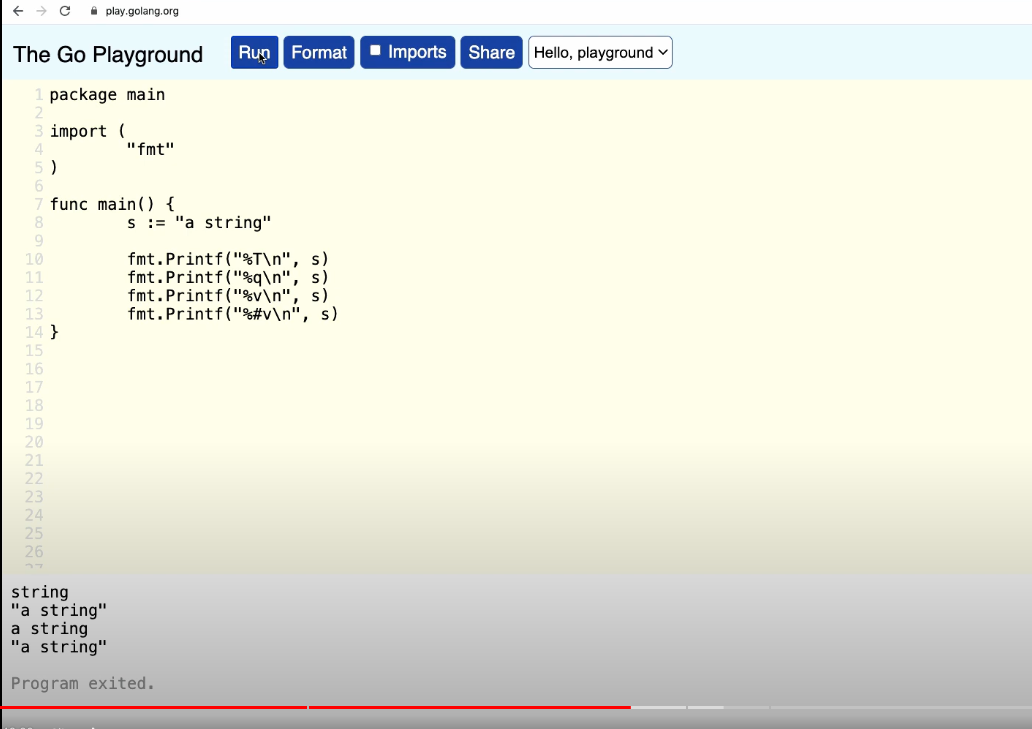 play.golang.org
The Go Playground Run Format Imports Share Hello, playground
1 package main
2
3 import (
4 "fmt"
5 )
6
7 func main() {
8 s := "a string"
9
10 fmt.Printf("%T\n", s)
11 fmt.Printf("%q\n", s)
12 fmt.Printf("%v\n", s)
13 fmt.Printf("%#v\n", s)
14 }
15
16
17
18
19
20
21
22
23
24
25
26
27
string
"a string"
a string
"a string"
Program exited.